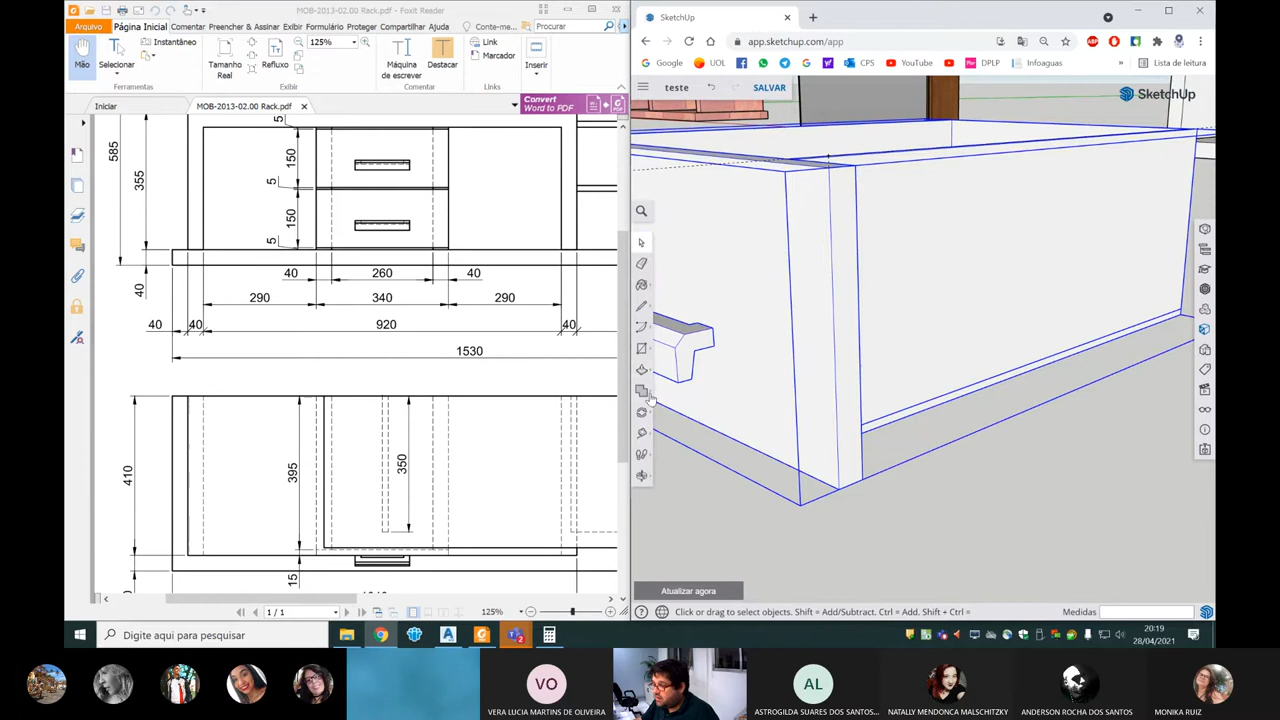 MOB-2013-02.00 Rack.pdf - Foxit Reader
Arquivo Página Inicial Comentar Preencher & Assinar Exibir Formulário Proteger Compartilhar Ajuda Conte-me... Procurar
Mão
Selecionar
Instantâneo
Tamanho Real
Refluxo
125%
Máquina de escrever
Destacar
Link
Marcador
Inserir
Ferramentas Exibir Comentar Links
Iniciar MOB-2013-02.00 Rack.pdf
Convert Word to PDF
5
585
355
150
5
150
5
40 260 40
40
290 340 290
40 40 920 40
1530
410
395
350
15
1 / 1 125%
SketchUp
app.sketchup.com/app
Google UOL CPS YouTube DPLP Infoaguas » Lista de leitura
teste SALVAR
SketchUp
Atualizar agora
Click or drag to select objects. Shift = Add/Subtract. Ctrl = Add. Shift + Ctrl =
Medidas
Digite aqui para pesquisar
20:19
28/04/2021
VO
AL
VERA LUCIA MARTINS DE OLIVEIRA
ASTROGILDA SUARES DOS SANTOS...
NATALLY MENDONCA MALSCHITZKY
ANDERSON ROCHA DOS SANTOS
MONIKA RUIZ